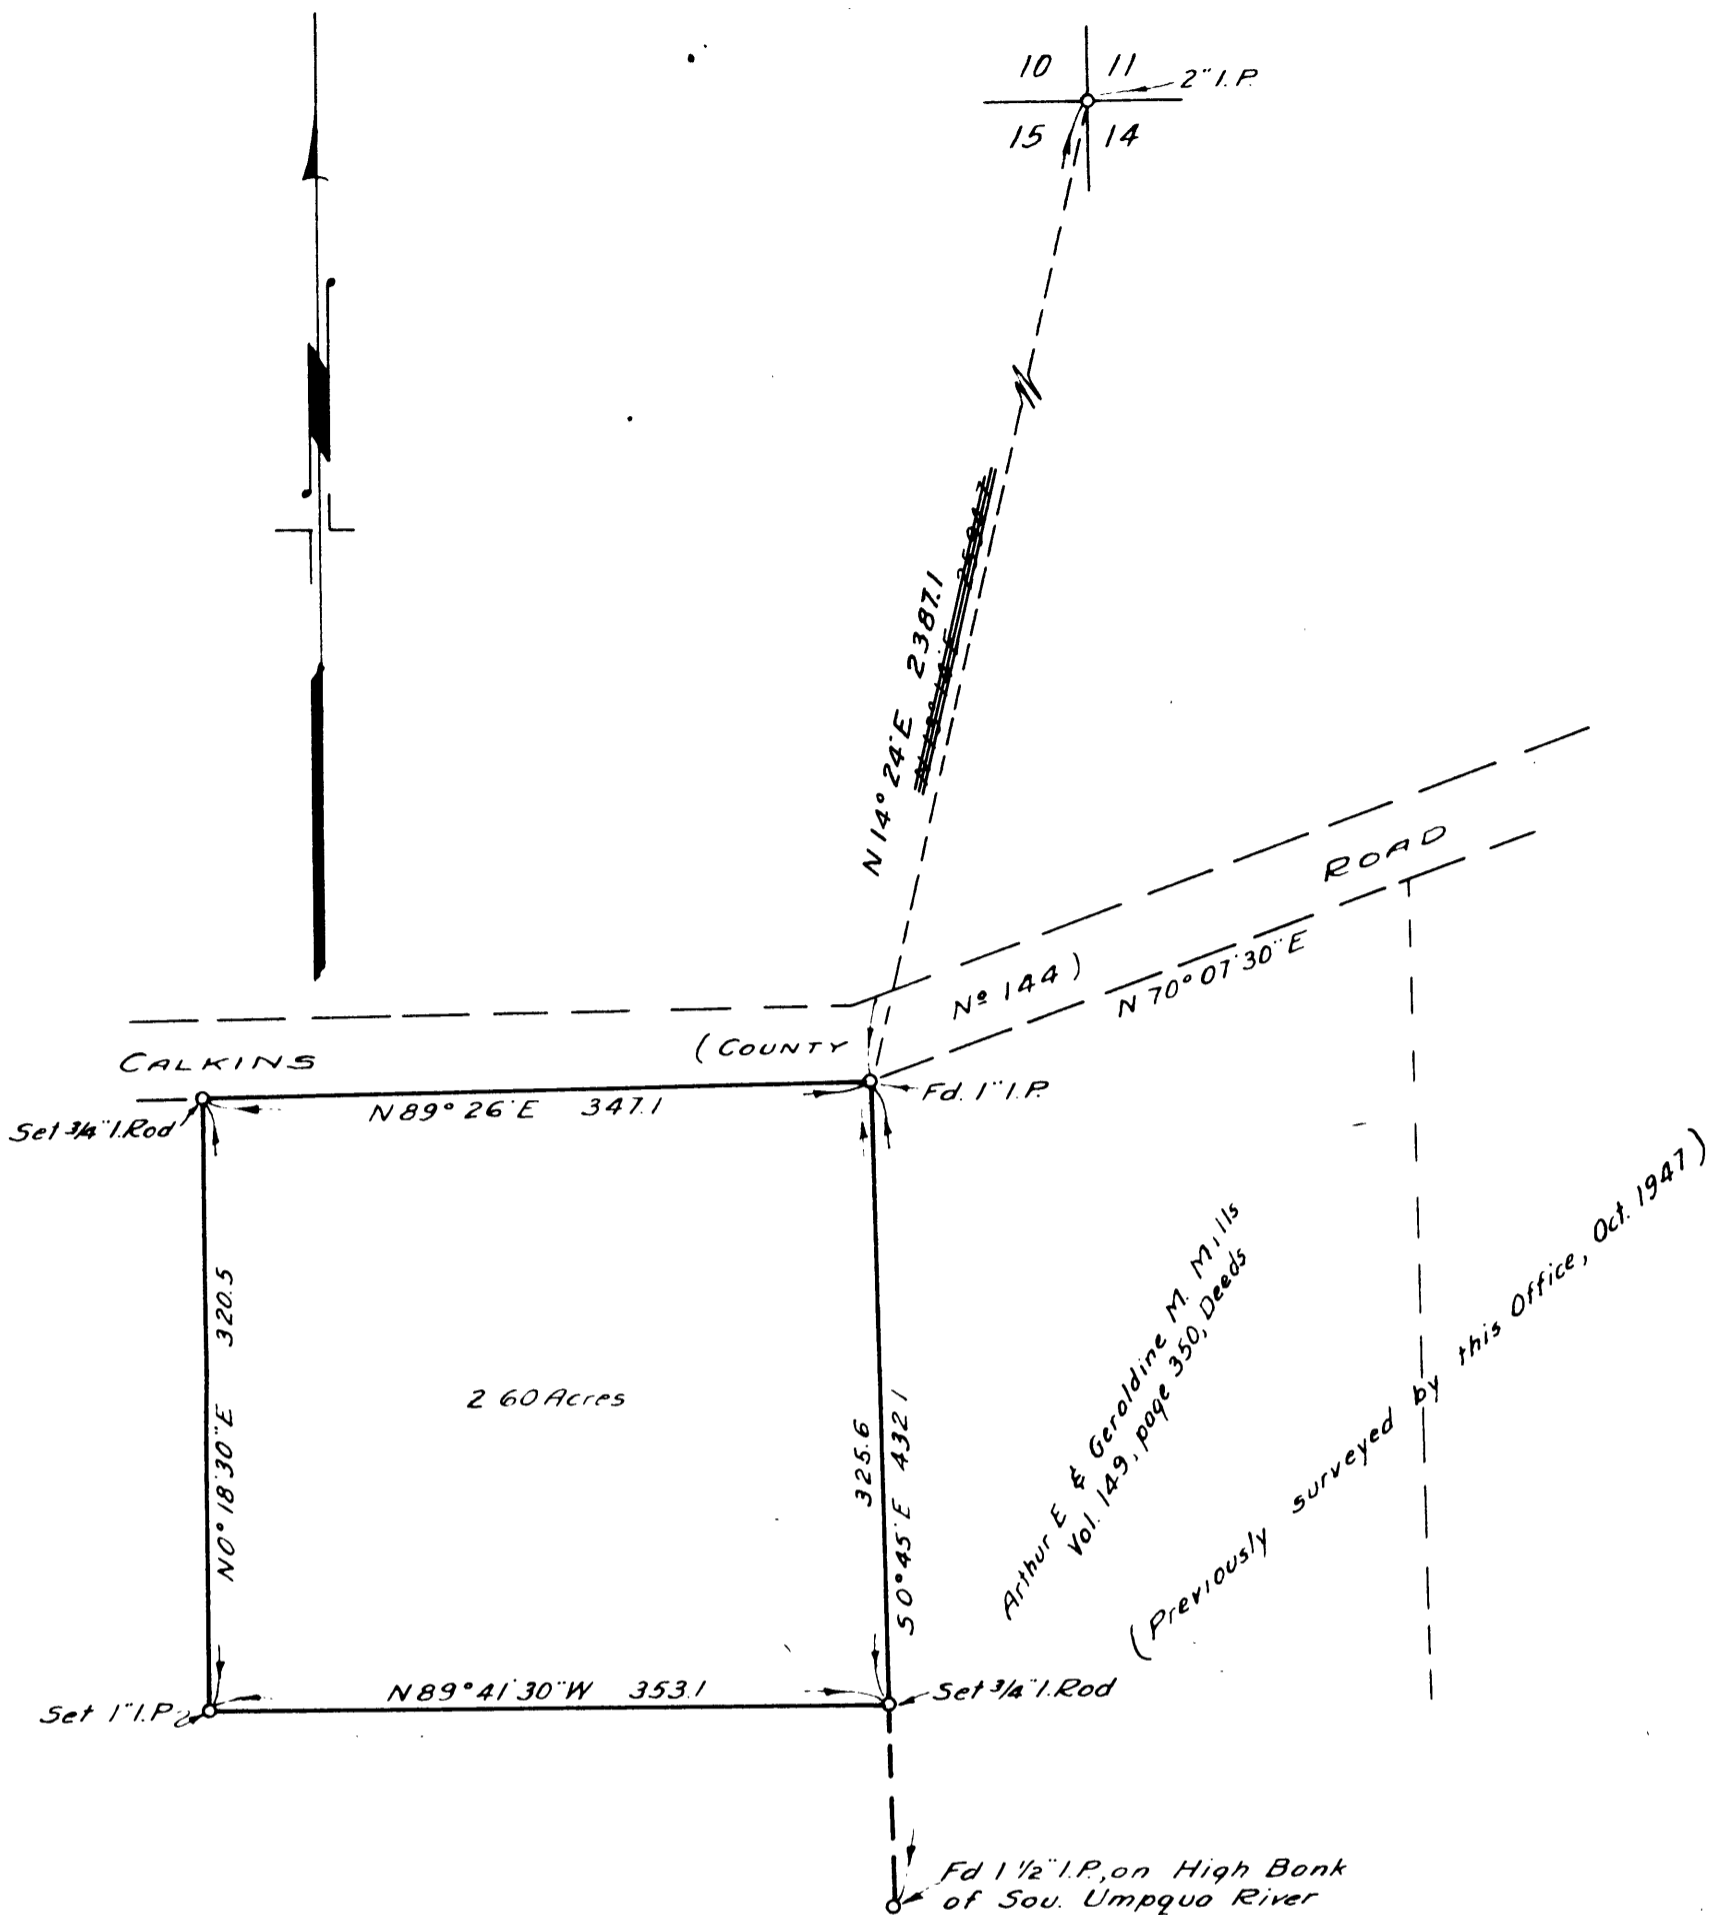 10 11
2" I.P.
15 14
N 14° 24' E 2387.1
ROAD
Nº 144)
N 70° 07' 30" E
(COUNTY
CALKINS
Fd. 1" I.P.
N 89° 26' E 347.1
Set 3/4" I. Rod
N 0° 18' 30" E 320.5
2 60 Acres
325.6
S 0° 45' E 432 1
Arthur E & Geraldine M. Mills
Vol. 149, page 350, Deeds
(Previously surveyed by this Office, Oct. 1947)
N 89° 41' 30" W 353.1
Set 3/4" I. Rod
Set 1" I.P.
Fd 1 1/2" I.P., on High Bank
of Sou. Umpqua River